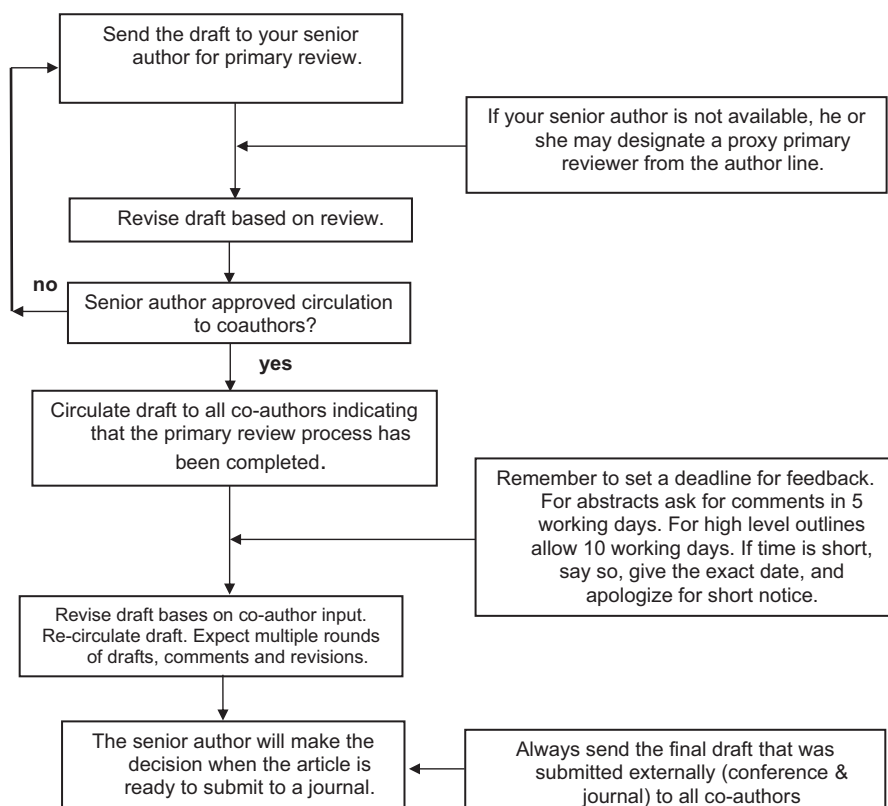 Send the draft to your senior
author for primary review.
If your senior author is not available, he or
she may designate a proxy primary
reviewer from the author line.
Revise draft based on review.
no
Senior author approved circulation
to coauthors?
yes
Circulate draft to all co-authors indicating
that the primary review process has
been completed.
Remember to set a deadline for feedback.
For abstracts ask for comments in 5
working days. For high level outlines
allow 10 working days. If time is short,
say so, give the exact date, and
apologize for short notice.
Revise draft bases on co-author input.
Re-circulate draft. Expect multiple rounds
of drafts, comments and revisions.
The senior author will make the
decision when the article is
ready to submit to a journal.
Always send the final draft that was
submitted externally (conference &
journal) to all co-authors